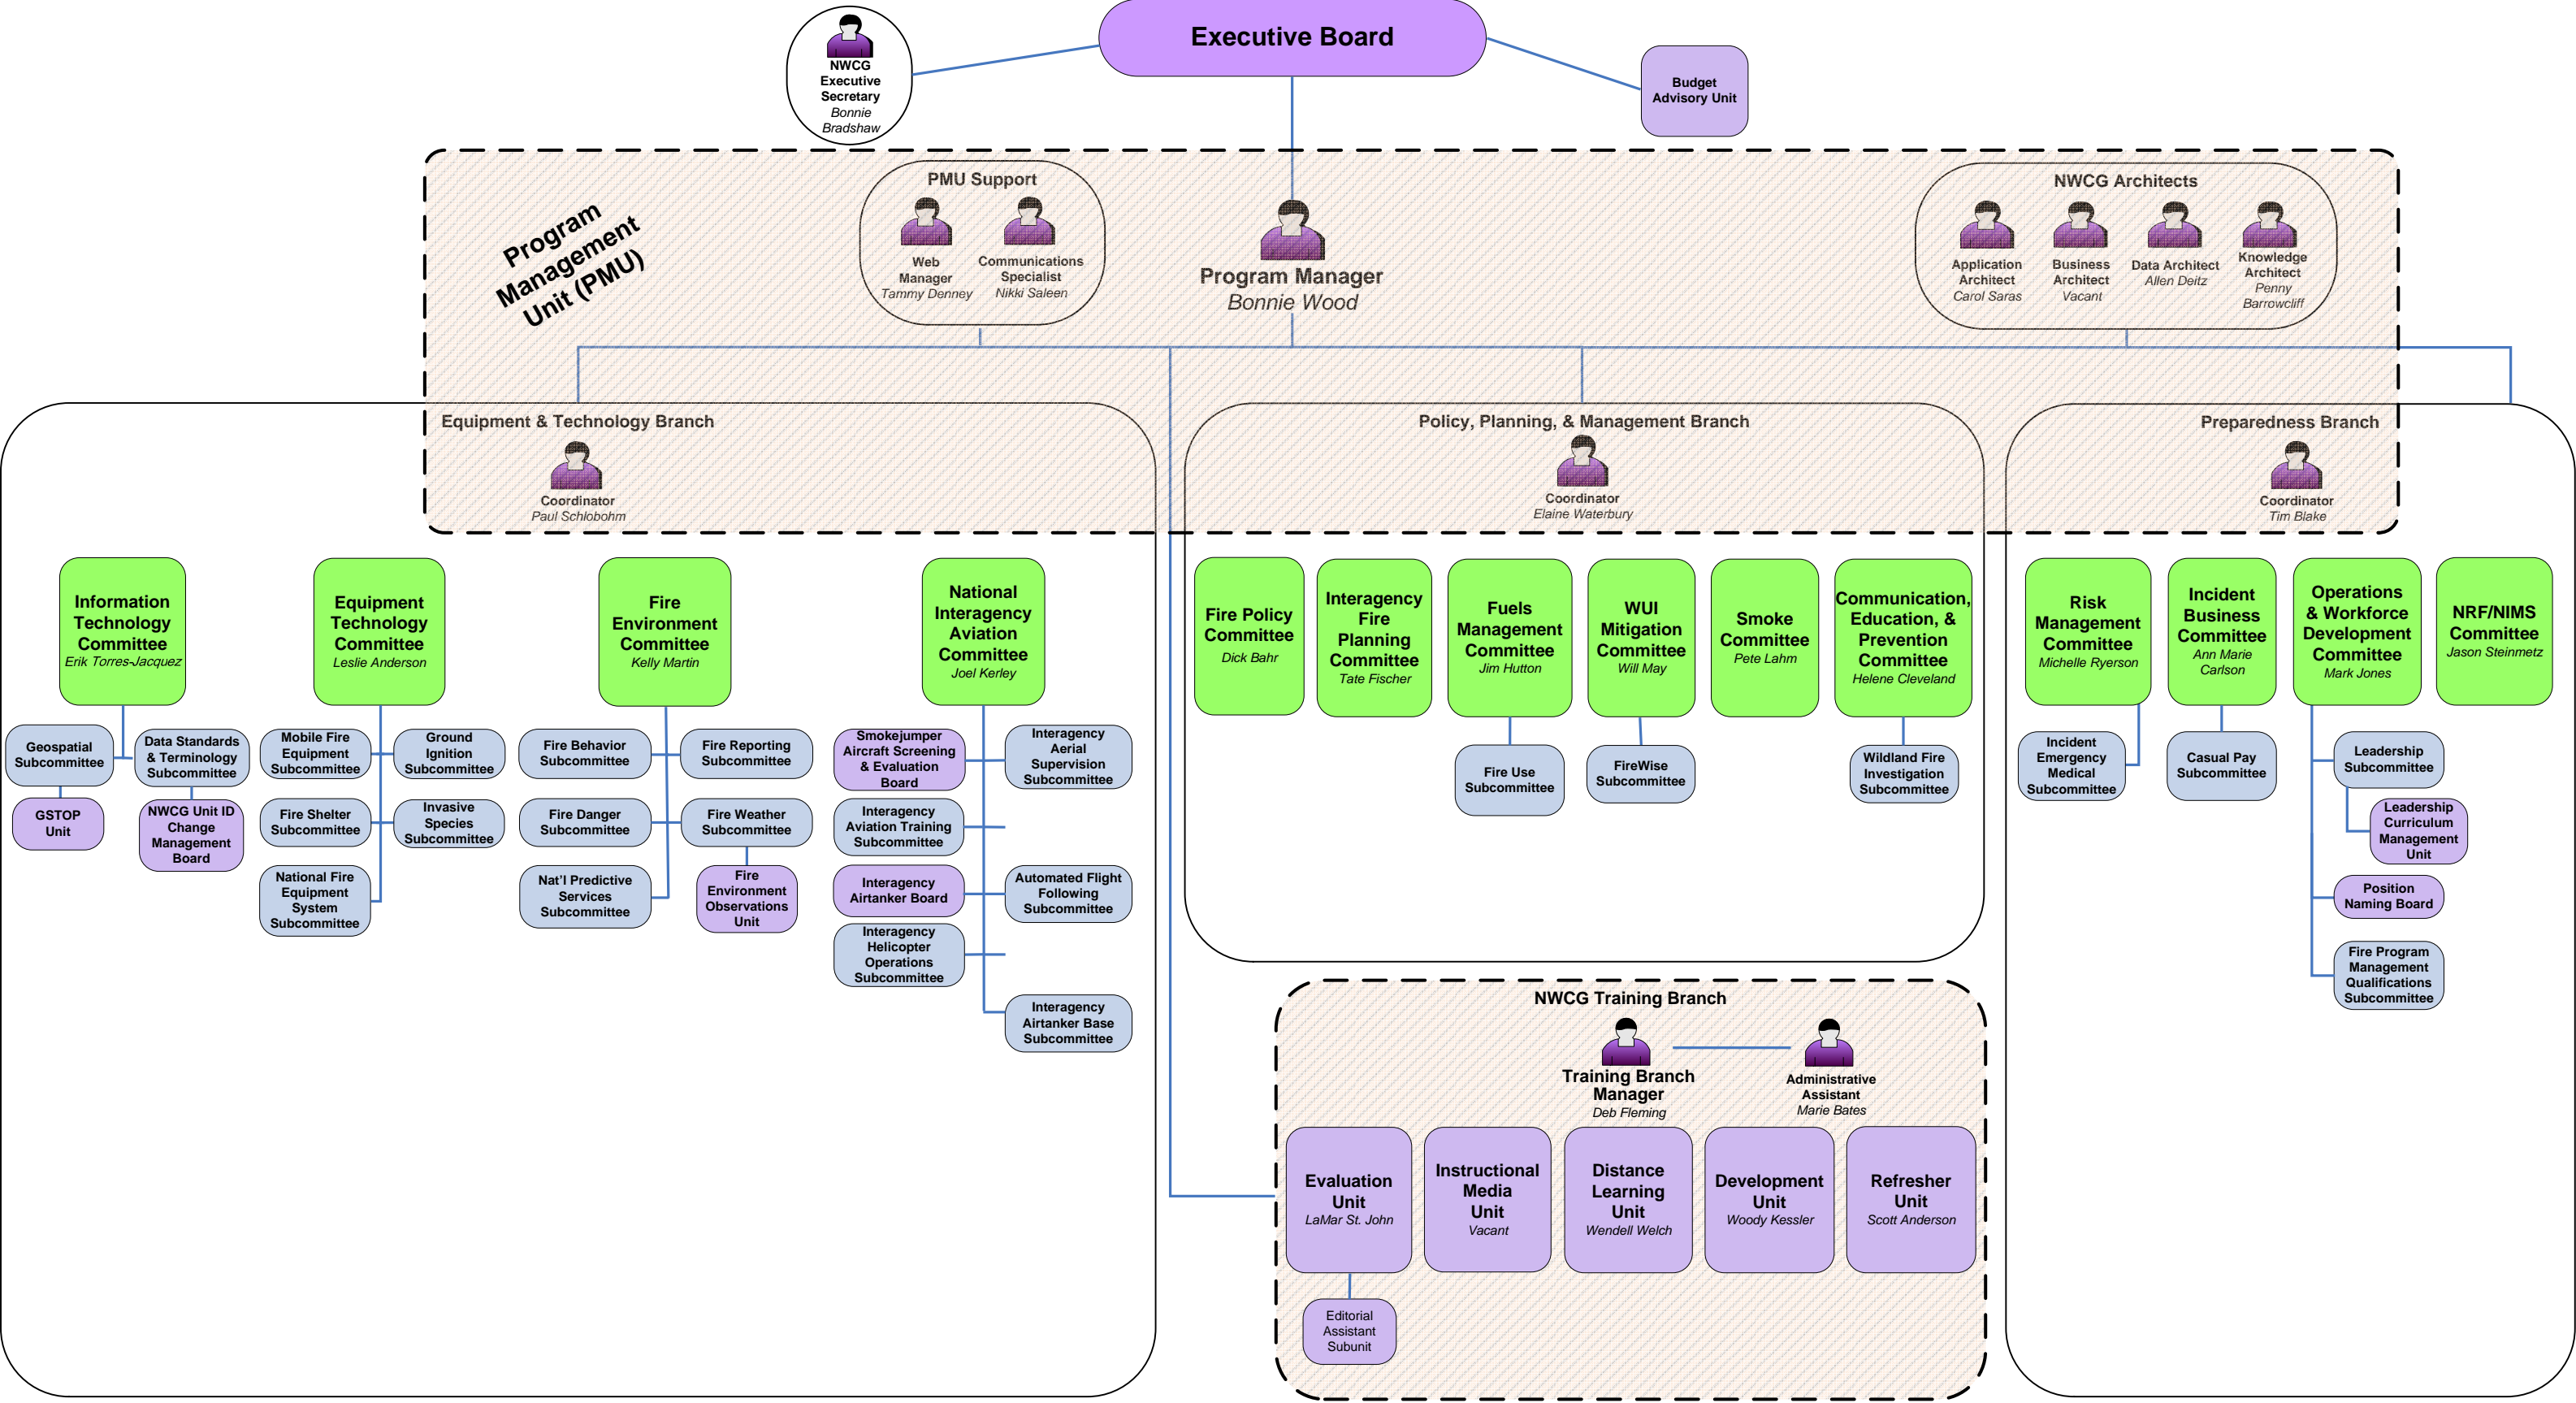 Executive Board
NWCG
Executive
Secretary
Bonnie
Bradshaw
Budget
Advisory Unit
Program
Management
Unit (PMU)
PMU Support
Web
Manager
Tammy Denney
Communications
Specialist
Nikki Saleen
Program Manager
Bonnie Wood
NWCG Architects
Application
Architect
Carol Saras
Business
Architect
Vacant
Data Architect
Allen Deitz
Knowledge
Architect
Penny
Barrowcliff
Equipment & Technology Branch
Coordinator
Paul Schlobohm
Policy, Planning, & Management Branch
Coordinator
Elaine Waterbury
Preparedness Branch
Coordinator
Tim Blake
Information
Technology
Committee
Erik Torres-Jacquez
Equipment
Technology
Committee
Leslie Anderson
Fire
Environment
Committee
Kelly Martin
National
Interagency
Aviation
Committee
Joel Kerley
Fire Policy
Committee
Dick Bahr
Interagency
Fire
Planning
Committee
Tate Fischer
Fuels
Management
Committee
Jim Hutton
WUI
Mitigation
Committee
Will May
Smoke
Committee
Pete Lahm
Communication,
Education, &
Prevention
Committee
Helene Cleveland
Risk
Management
Committee
Michelle Ryerson
Incident
Business
Committee
Ann Marie
Carlson
Operations
& Workforce
Development
Committee
Mark Jones
NRF/NIMS
Committee
Jason Steinmetz
Geospatial
Subcommittee
GSTOP
Unit
Data Standards
& Terminology
Subcommittee
NWCG Unit ID
Change
Management
Board
Mobile Fire
Equipment
Subcommittee
Ground
Ignition
Subcommittee
Fire Shelter
Subcommittee
Invasive
Species
Subcommittee
National Fire
Equipment
System
Subcommittee
Fire Behavior
Subcommittee
Fire Reporting
Subcommittee
Fire Danger
Subcommittee
Fire Weather
Subcommittee
Nat'l Predictive
Services
Subcommittee
Fire
Environment
Observations
Unit
Smokejumper
Aircraft Screening
& Evaluation
Board
Interagency
Aerial
Supervision
Subcommittee
Interagency
Aviation Training
Subcommittee
Interagency
Airtanker Board
Automated Flight
Following
Subcommittee
Interagency
Helicopter
Operations
Subcommittee
Interagency
Airtanker Base
Subcommittee
Fire Use
Subcommittee
FireWise
Subcommittee
Wildland Fire
Investigation
Subcommittee
Incident
Emergency
Medical
Subcommittee
Casual Pay
Subcommittee
Leadership
Subcommittee
Leadership
Curriculum
Management
Unit
Position
Naming Board
Fire Program
Management
Qualifications
Subcommittee
NWCG Training Branch
Training Branch
Manager
Deb Fleming
Administrative
Assistant
Marie Bates
Evaluation
Unit
LaMar St. John
Instructional
Media
Unit
Vacant
Distance
Learning
Unit
Wendell Welch
Development
Unit
Woody Kessler
Refresher
Unit
Scott Anderson
Editorial
Assistant
Subunit